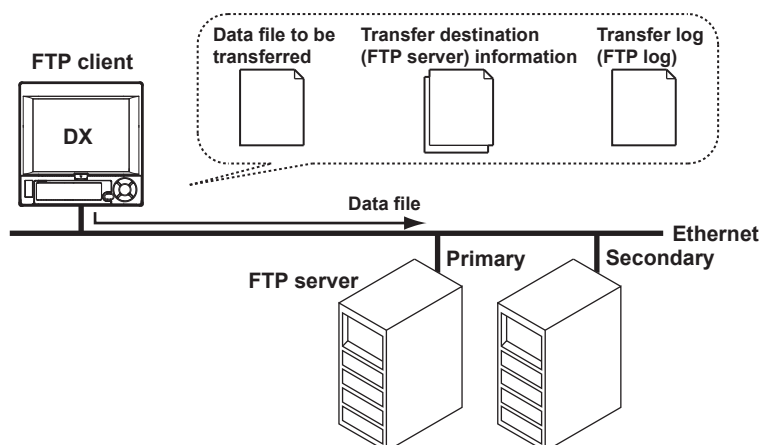 Data file to be
transferred
Transfer destination
(FTP server) information
Transfer log
(FTP log)
FTP client
DX
Data file
Ethernet
Primary
Secondary
FTP server